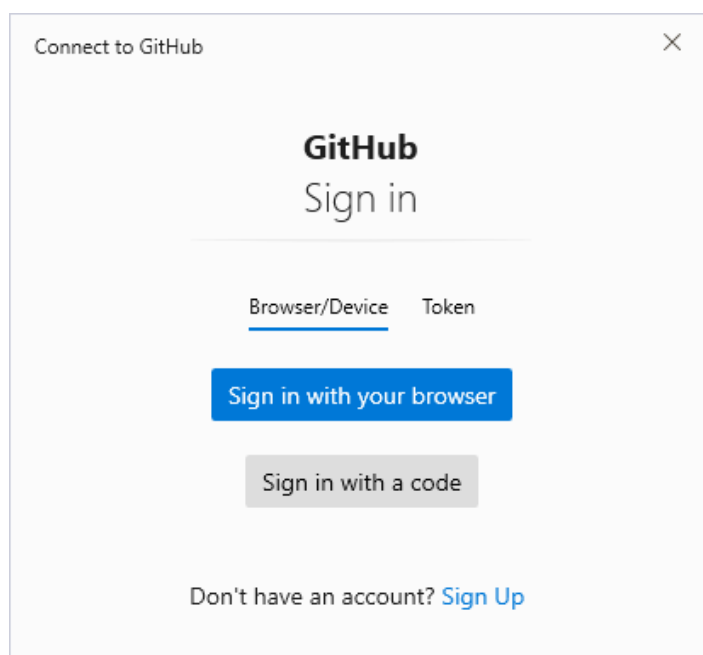 Connect to GitHub
GitHub
Sign in
Browser/Device Token
Sign in with your browser
Sign in with a code
Don't have an account? Sign Up